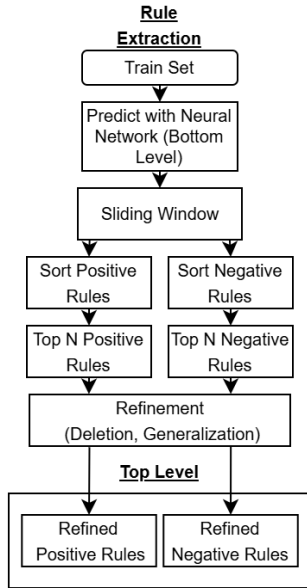 Rule
Extraction
Train Set
Predict with Neural
Network (Bottom
Level)
Sliding Window
Sort Positive
Rules
Sort Negative
Rules
Top N Positive
Rules
Top N Negative
Rules
Refinement
(Deletion, Generalization)
Top Level
Refined
Positive Rules
Refined
Negative Rules